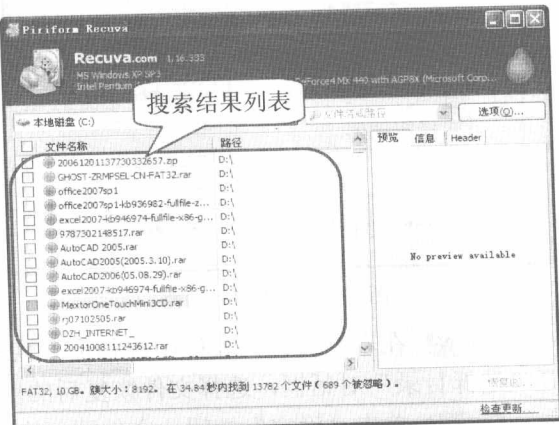 Piriform Recuva
Recuva.com 1.16.333
MS Windows XP SP3
Intel Pentium
GeForce4 MX 440 with AGP8X (Microsoft Corp...
搜索结果列表
本地磁盘 (C:)
选项(O)...
文件名称 路径
预览 信息 Header
20061201137730332657.zip D:\
GHOST-ZRMPSEL-CN-FAT32.rar D:\
office2007sp1 D:\
office2007sp1-kb936982-fullfile-z... D:\
excel2007-kb946974-fullfile-x86-g... D:\
9787302148517.rar D:\
AutoCAD 2005.rar D:\
AutoCAD2005(2005.3.10).rar D:\
AutoCAD2006(05.08.29).rar D:\
excel2007-kb946974-fullfile-x86-g... D:\
MaxtorOneTouchMini3CD.rar D:\
rj07102505.rar D:\
DZH_INTERNET_ D:\
20041008111243612.rar D:\
No preview available
FAT32, 10 GB。簇大小：8192。 在 34.84 秒内找到 13782 个文件（689 个被忽略）。
检查更新